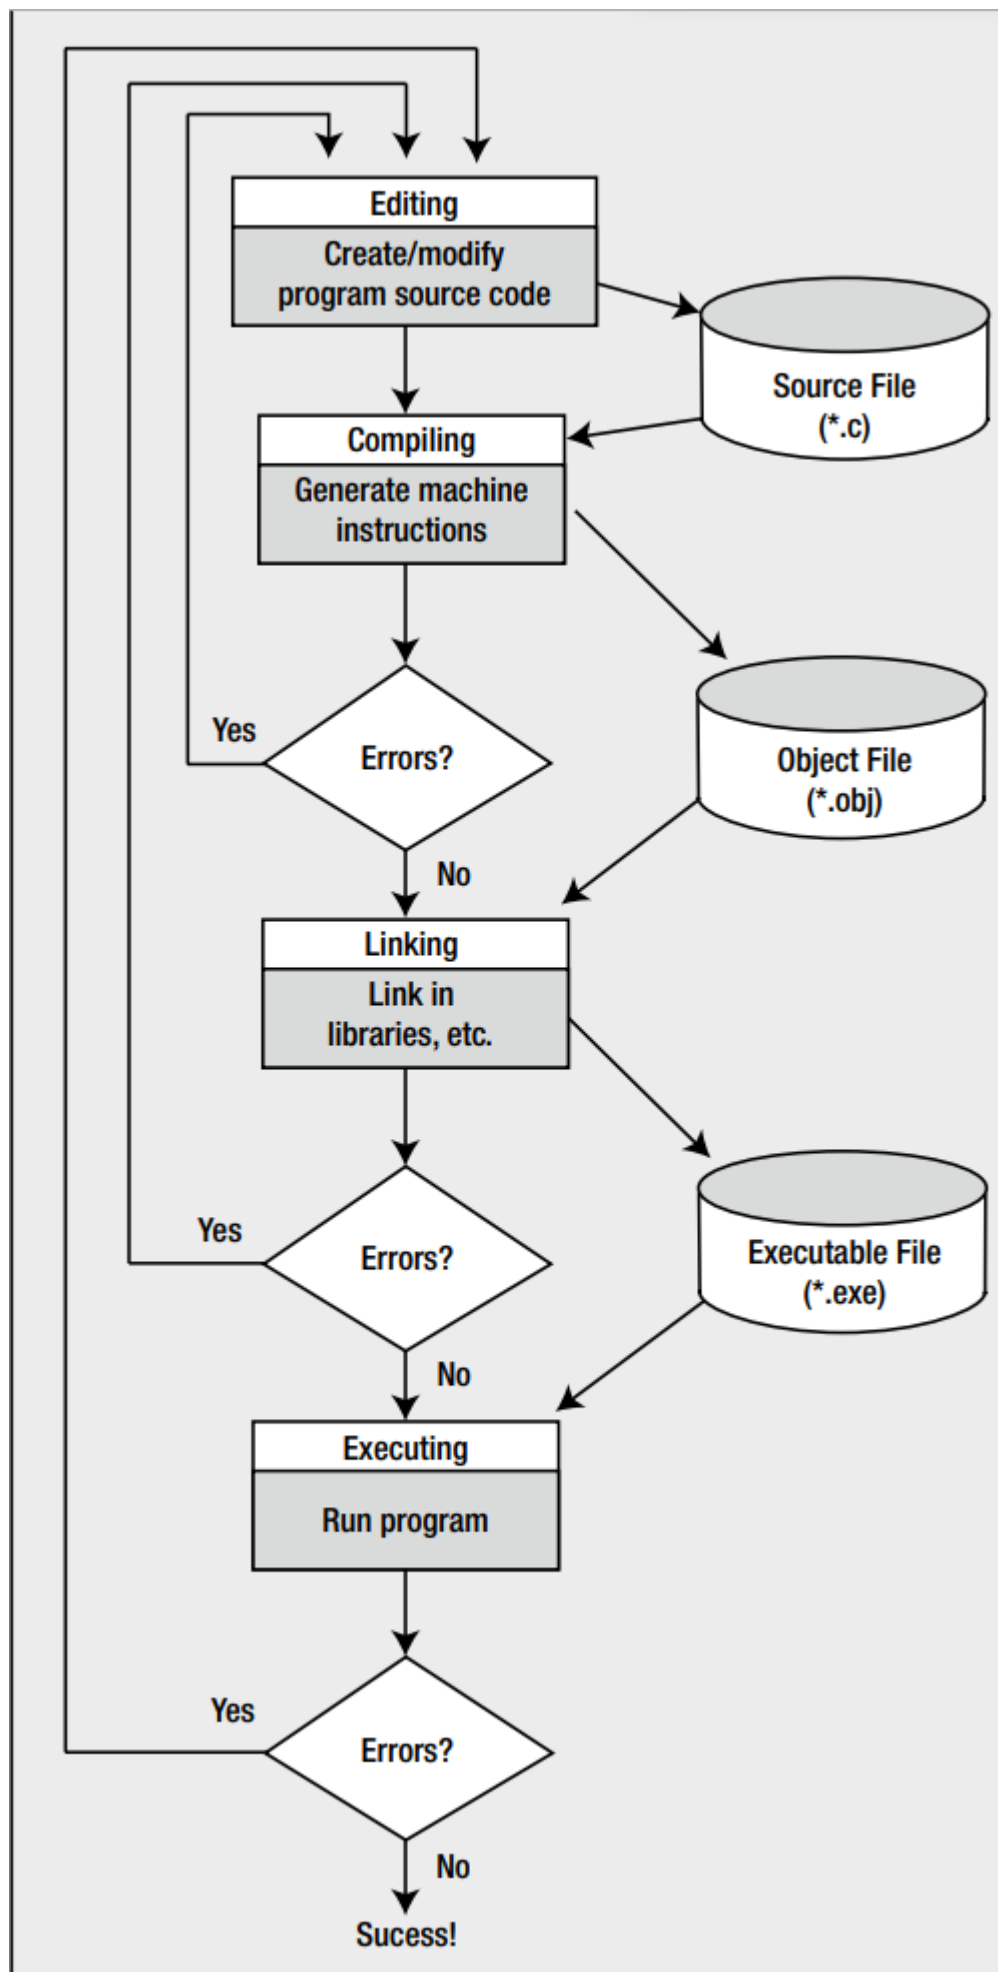 Editing
Create/modify
program source code
Source File
(*.c)
Compiling
Generate machine
instructions
Yes
Errors?
Object File
(*.obj)
No
Linking
Link in
libraries, etc.
Yes
Errors?
Executable File
(*.exe)
No
Executing
Run program
Yes
Errors?
No
Sucess!